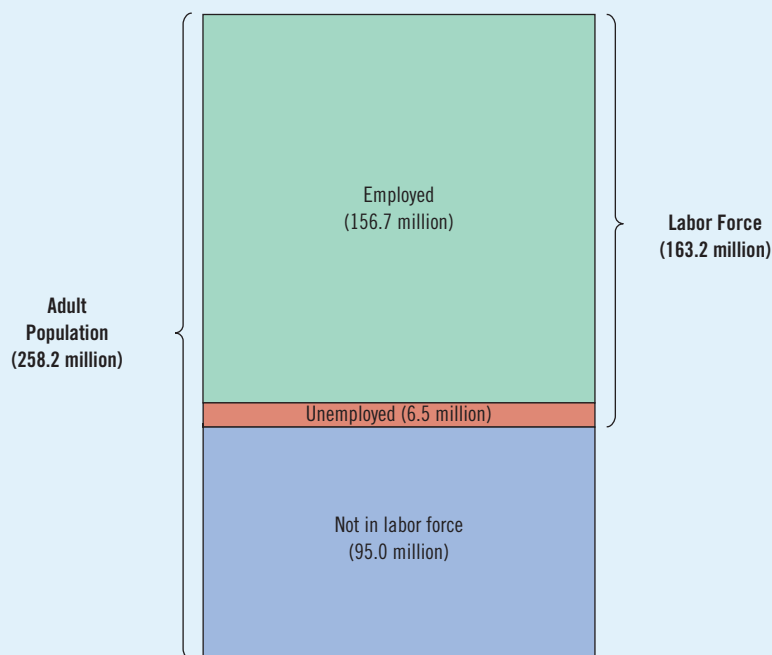 Employed
(156.7 million)
Labor Force
(163.2 million)
Adult
Population
(258.2 million)
Unemployed (6.5 million)
Not in labor force
(95.0 million)